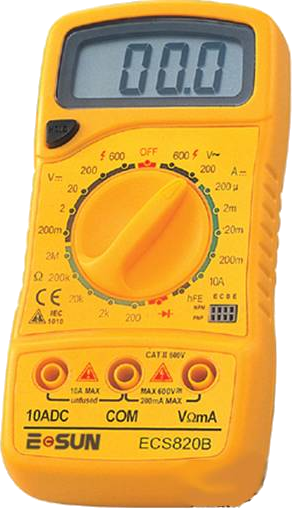 00.0
HOLD
600 OFF 600 V~
V⎓ 200 200 A⎓
20 200µ
2 2m
200m 20m
2M 200m
Ω 200k 10A
20k 2k 200 hFE E C B E
CE NPN
IEC 1010 PNP
CAT II 600V
10A MAX unfused
MAX 600V⎓
200mA MAX
10ADC COM VΩmA
E-SUN ECS820B